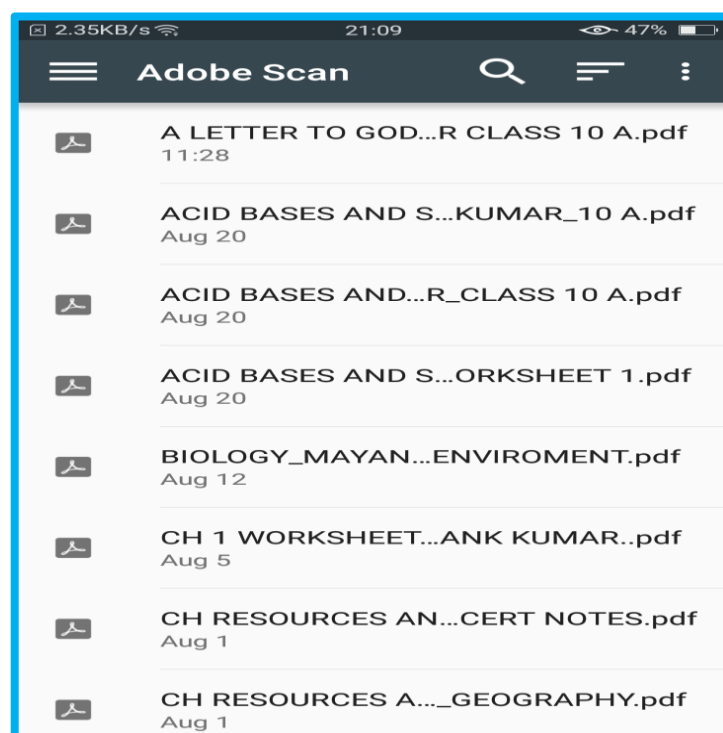 2.35KB/s 21:09 47%
Adobe Scan
A LETTER TO GOD...R CLASS 10 A.pdf
11:28
ACID BASES AND S...KUMAR_10 A.pdf
Aug 20
ACID BASES AND...R_CLASS 10 A.pdf
Aug 20
ACID BASES AND S...ORKSHEET 1.pdf
Aug 20
BIOLOGY_MAYAN...ENVIROMENT.pdf
Aug 12
CH 1 WORKSHEET...ANK KUMAR..pdf
Aug 5
CH RESOURCES AN...CERT NOTES.pdf
Aug 1
CH RESOURCES A..._GEOGRAPHY.pdf
Aug 1